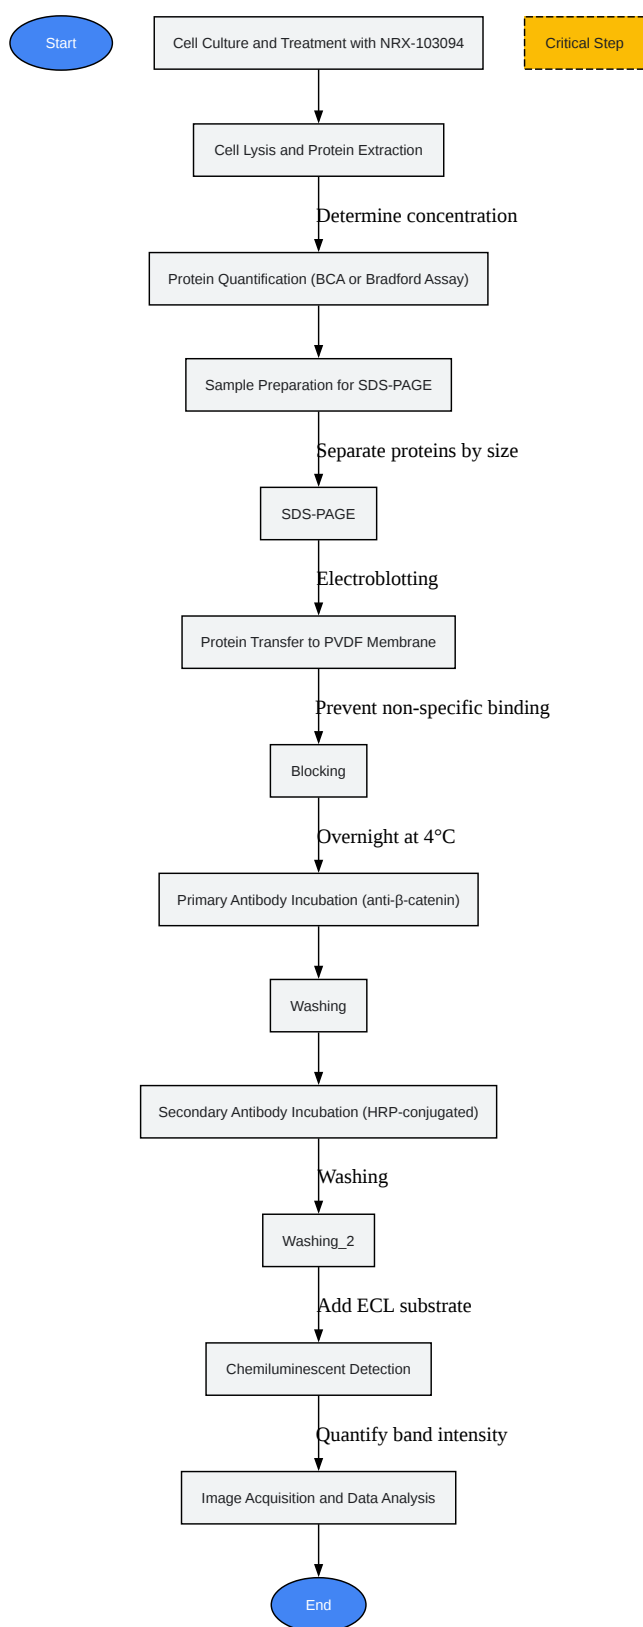 Start
Cell Culture and Treatment with NRX-103094
Critical Step
Cell Lysis and Protein Extraction
Determine concentration
Protein Quantification (BCA or Bradford Assay)
Sample Preparation for SDS-PAGE
Separate proteins by size
SDS-PAGE
Electroblotting
Protein Transfer to PVDF Membrane
Prevent non-specific binding
Blocking
Overnight at 4°C
Primary Antibody Incubation (anti-β-catenin)
Washing
Secondary Antibody Incubation (HRP-conjugated)
Washing
Washing_2
Add ECL substrate
Chemiluminescent Detection
Quantify band intensity
Image Acquisition and Data Analysis
End